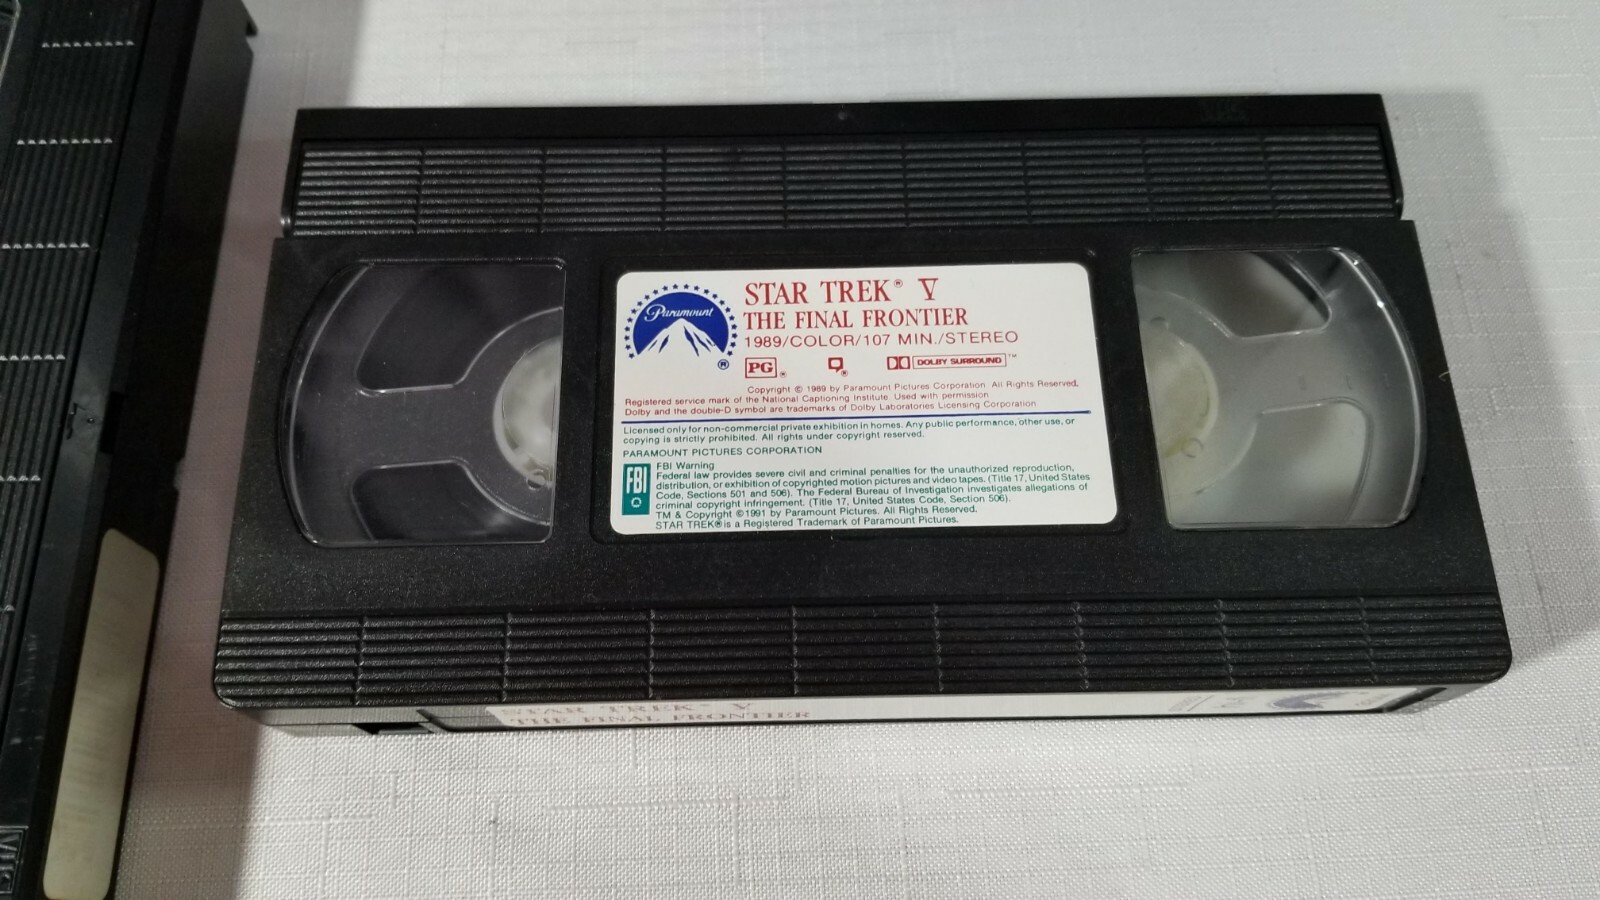 Paramount
®
STAR TREK® V
THE FINAL FRONTIER
1989/COLOR/107 MIN./STEREO
PG ® ® DOLBY SURROUND™
Copyright © 1989 by Paramount Pictures Corporation. All Rights Reserved.
Registered service mark of the National Captioning Institute. Used with permission
Dolby and the double-D symbol are trademarks of Dolby Laboratories Licensing Corporation
Licensed only for non-commercial private exhibition in homes. Any public performance, other use, or
copying is strictly prohibited. All rights under copyright reserved.
PARAMOUNT PICTURES CORPORATION
FBI
FBI Warning
Federal law provides severe civil and criminal penalties for the unauthorized reproduction,
distribution, or exhibition of copyrighted motion pictures and video tapes. (Title 17, United States
Code, Sections 501 and 506). The Federal Bureau of Investigation investigates allegations of
criminal copyright infringement. (Title 17, United States Code, Section 506).
TM & Copyright ©1991 by Paramount Pictures. All Rights Reserved.
STAR TREK® is a Registered Trademark of Paramount Pictures.
STAR TREK® V
THE FINAL FRONTIER
VHS